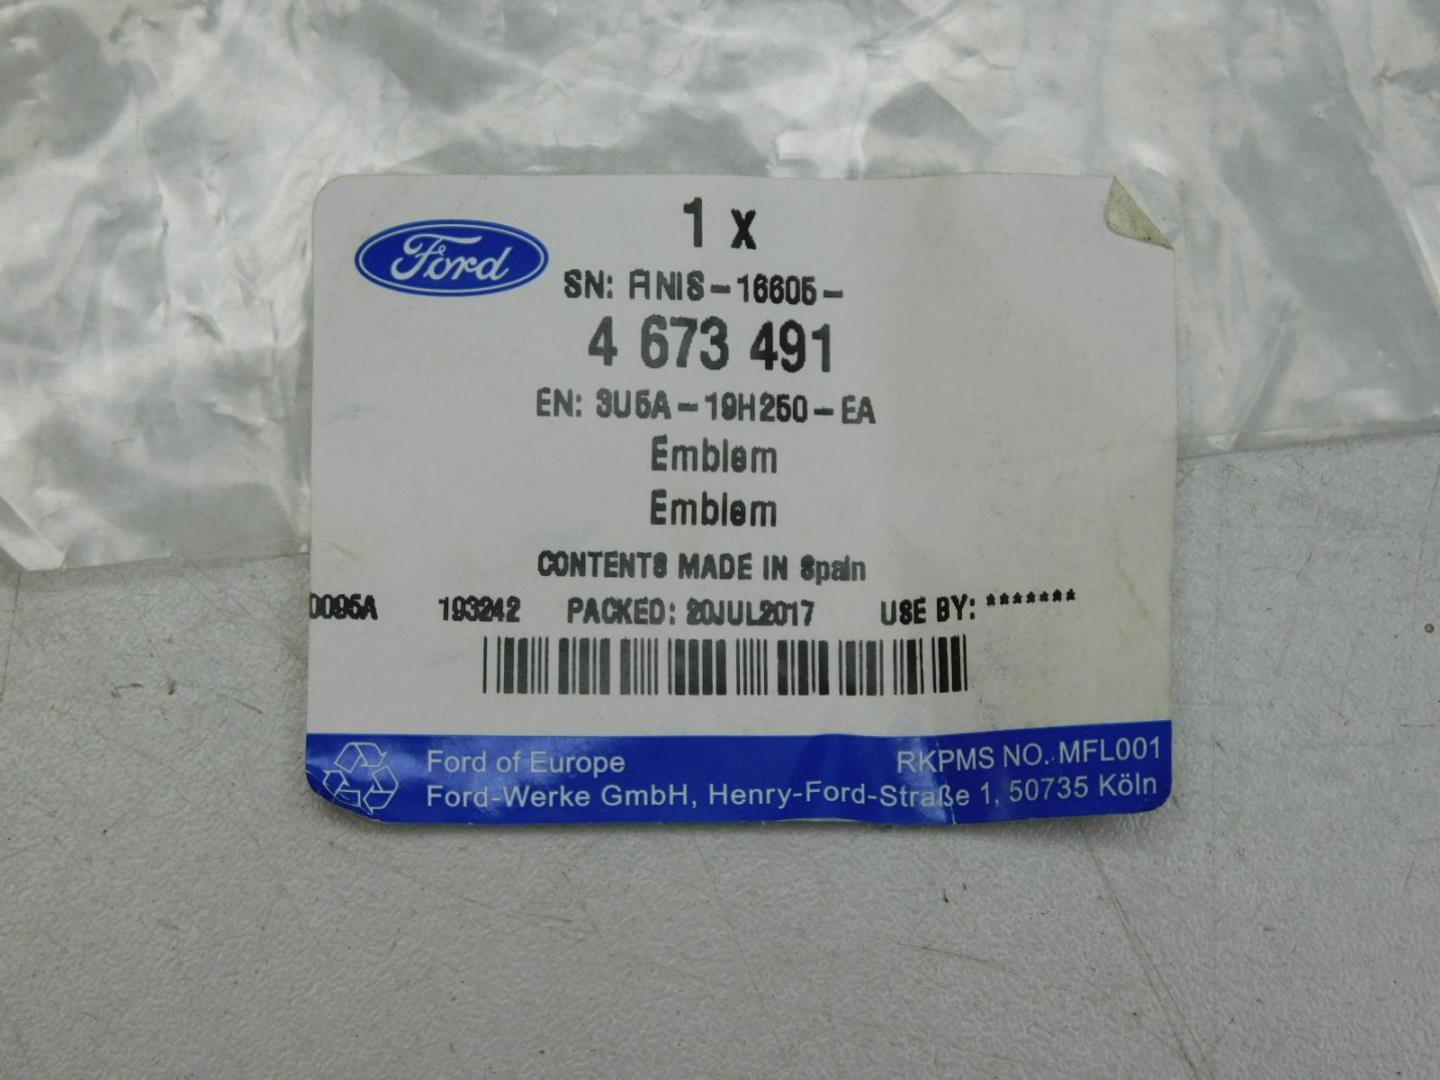 1 x
Ford
SN: FINIS-16605-
4 673 491
EN: 3U5A-19H250-EA
Emblem
Emblem
CONTENTS MADE IN Spain
0095A 193242 PACKED: 20JUL2017 USE BY: *******
Ford of Europe RKPMS NO. MFL001
Ford-Werke GmbH, Henry-Ford-Straße 1, 50735 Köln